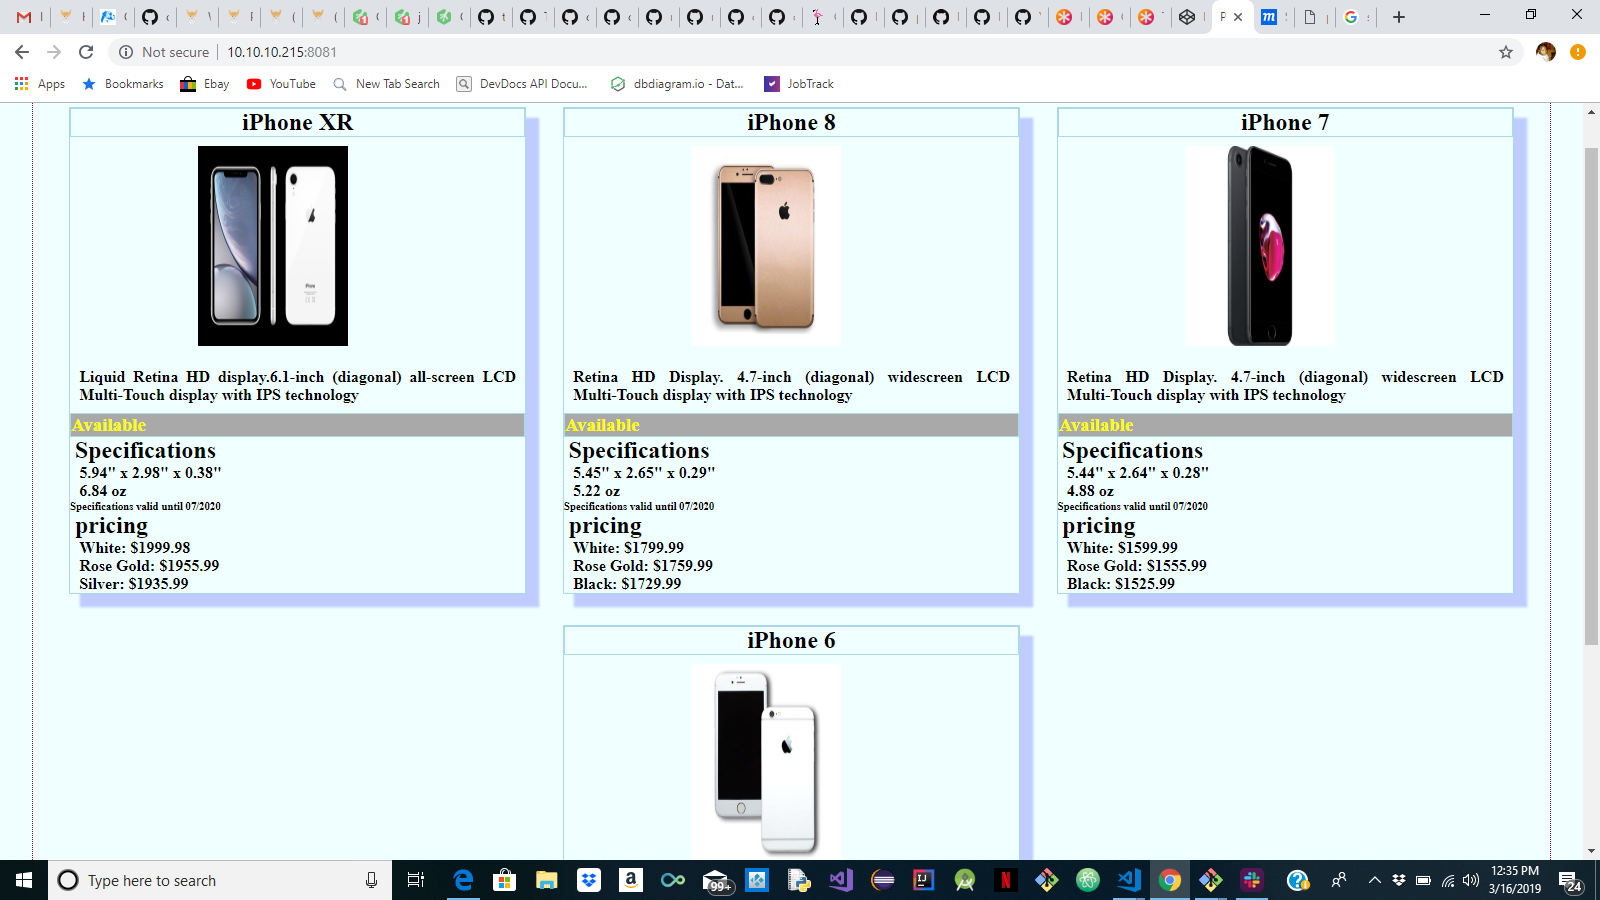 Not secure
10.10.10.215:8081
Apps
Bookmarks
Ebay
YouTube
New Tab Search
DevDocs API Docu...
dbdiagram.io - Dat...
JobTrack
iPhone XR
Liquid Retina HD display.6.1-inch (diagonal) all-screen LCD
Multi-Touch display with IPS technology
Available
Specifications
5.94" x 2.98" x 0.38"
6.84 oz
Specifications valid until 07/2020
pricing
White: $1999.98
Rose Gold: $1955.99
Silver: $1935.99
iPhone 8
Retina HD Display. 4.7-inch (diagonal) widescreen LCD
Multi-Touch display with IPS technology
Available
Specifications
5.45" x 2.65" x 0.29"
5.22 oz
Specifications valid until 07/2020
pricing
White: $1799.99
Rose Gold: $1759.99
Black: $1729.99
iPhone 7
Retina HD Display. 4.7-inch (diagonal) widescreen LCD
Multi-Touch display with IPS technology
Available
Specifications
5.44" x 2.64" x 0.28"
4.88 oz
Specifications valid until 07/2020
pricing
White: $1599.99
Rose Gold: $1555.99
Black: $1525.99
iPhone 6
Type here to search
99+
12:35 PM
3/16/2019
24